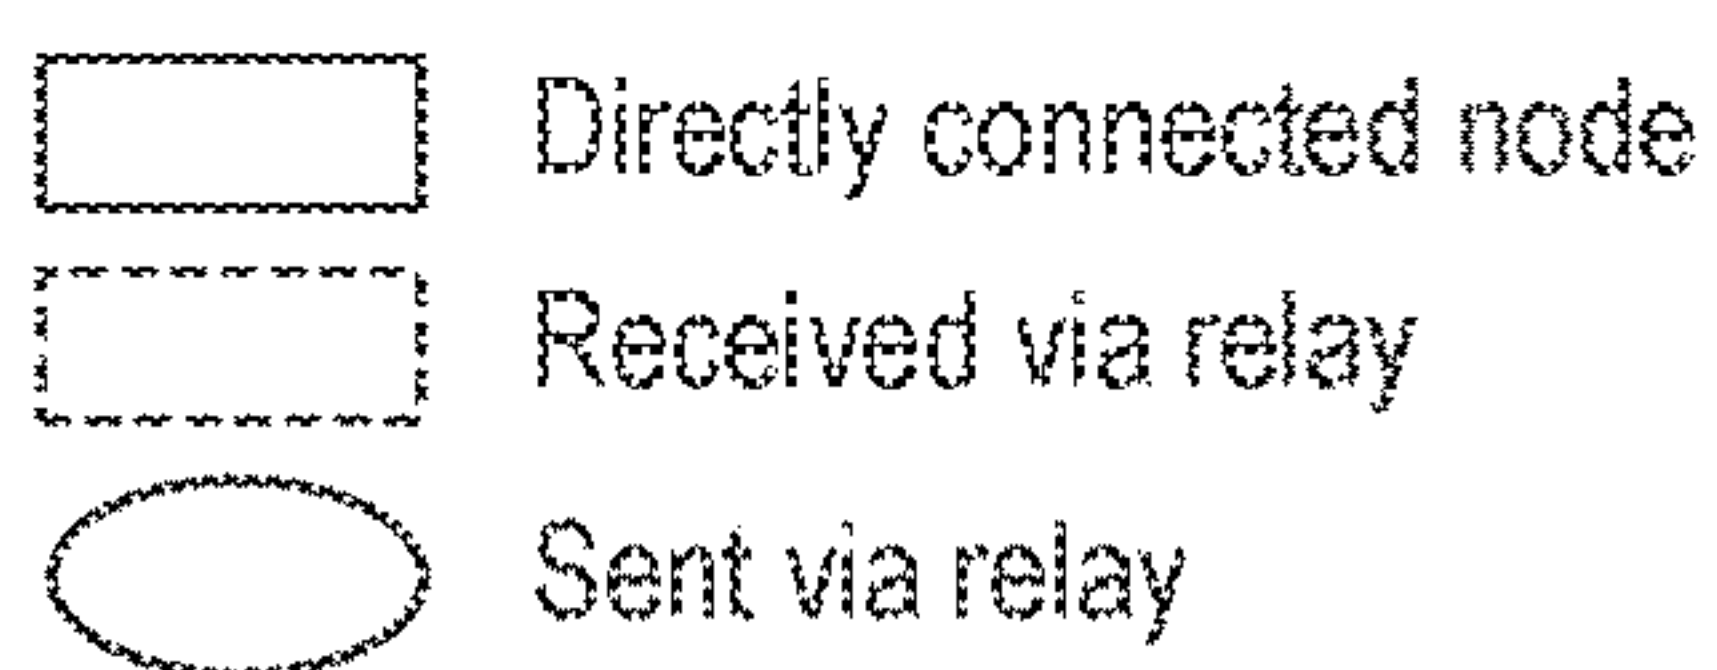 Directly connected node
Received via relay
Sent via relay